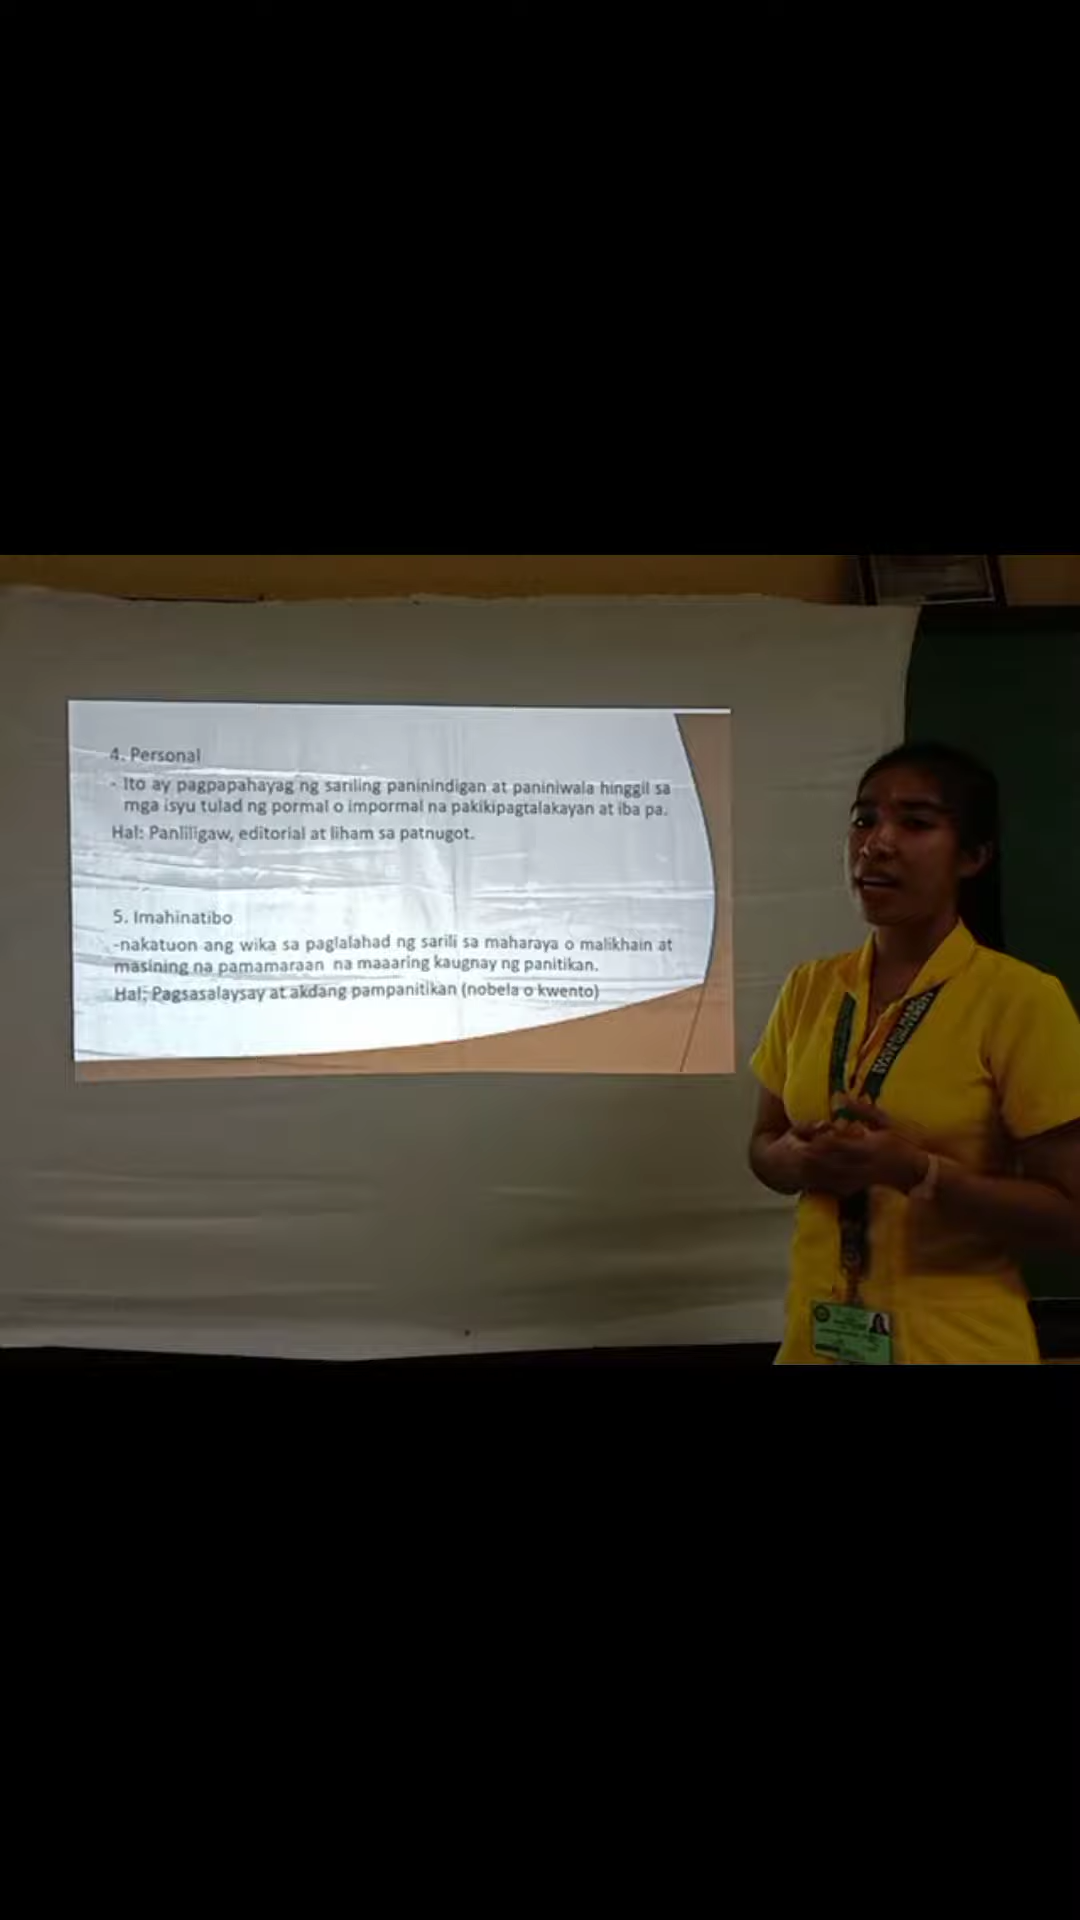 4. Personal
- Ito ay pagpapahayag ng sariling paninindigan at paniniwala hinggil sa
mga isyu tulad ng pormal o impormal na pakikipagtalakayan at iba pa.
Hal: Panliligaw, editorial at liham sa patnugot.
5. Imahinatibo
-nakatuon ang wika sa paglalahad ng sarili sa maharaya o malikhain at
masining na pamamaraan na maaaring kaugnay ng panitikan.
Hal: Pagsasalaysay at akdang pampanitikan (nobela o kwento)